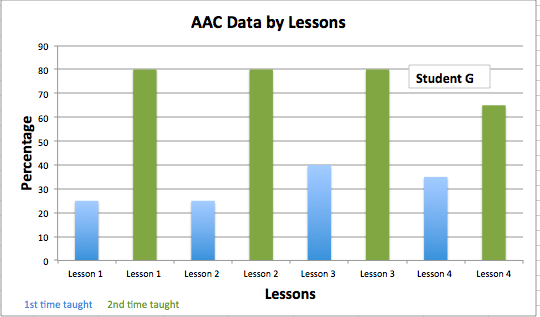 AAC Data by Lessons
Student G
Percentage
90
80
70
60
50
40
30
20
10
0
Lesson 1 Lesson 1 Lesson 2 Lesson 2 Lesson 3 Lesson 3 Lesson 4 Lesson 4
Lessons
1st time taught 2nd time taught